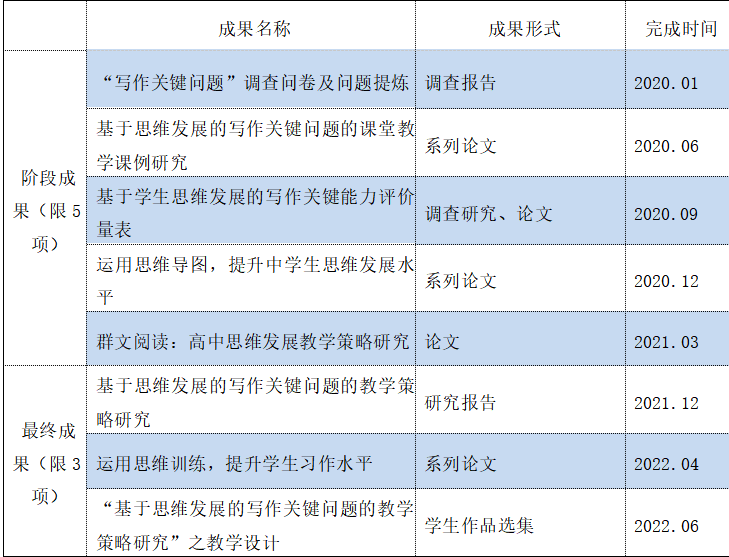 成果名称 成果形式 完成时间
阶段成果（限5项）
“写作关键问题”调查问卷及问题提炼 调查报告 2020.01
基于思维发展的写作关键问题的课堂教
学课例研究 系列论文 2020.06
基于学生思维发展的写作关键能力评价
量表 调查研究、论文 2020.09
运用思维导图，提升中学生思维发展水
平 系列论文 2020.12
群文阅读：高中思维发展教学策略研究 论文 2021.03
最终成果（限3项）
基于思维发展的写作关键问题的教学策
略研究 研究报告 2021.12
运用思维训练，提升学生习作水平 系列论文 2022.04
“基于思维发展的写作关键问题的教学
策略研究”之教学设计 学生作品选集 2022.06